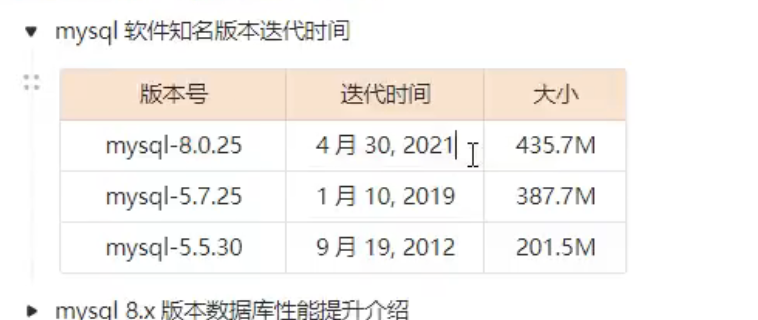 mysql 软件知名版本迭代时间
版本号 迭代时间 大小
mysql-8.0.25 4 月 30, 2021 435.7M
mysql-5.7.25 1 月 10, 2019 387.7M
mysql-5.5.30 9 月 19, 2012 201.5M
mysql 8.x 版本数据库性能提升介绍